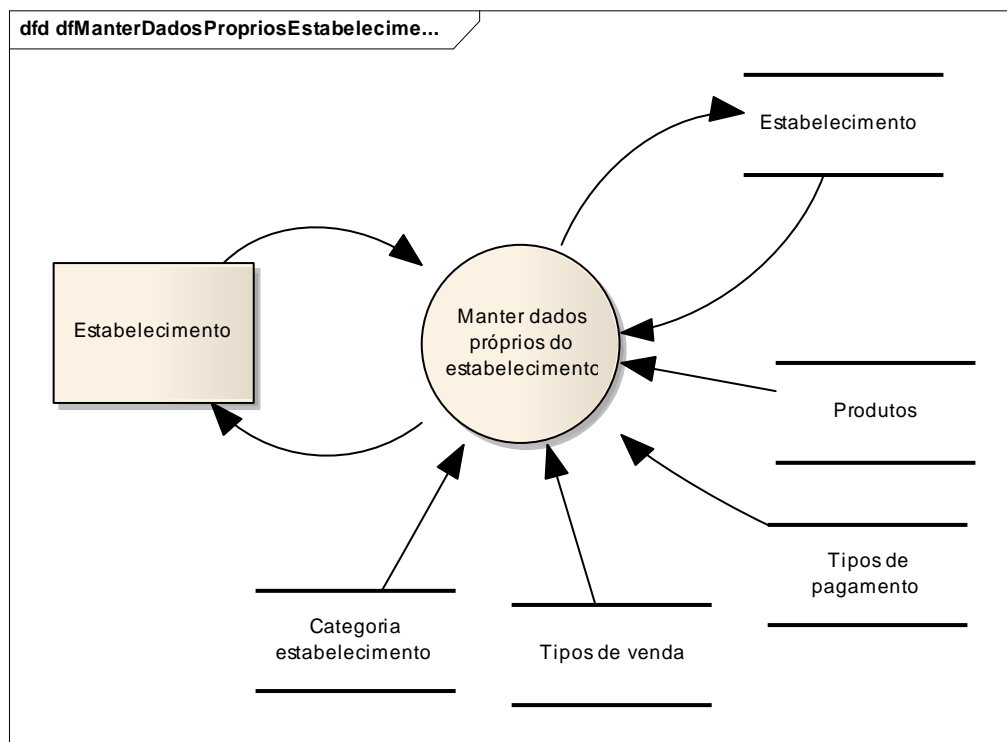 dfd dfManterDadosPropriosEstabelecime...
Estabelecimento
Estabelecimento
Manter dados
próprios do
estabelecimento
Produtos
Tipos de
pagamento
Categoria
estabelecimento
Tipos de venda